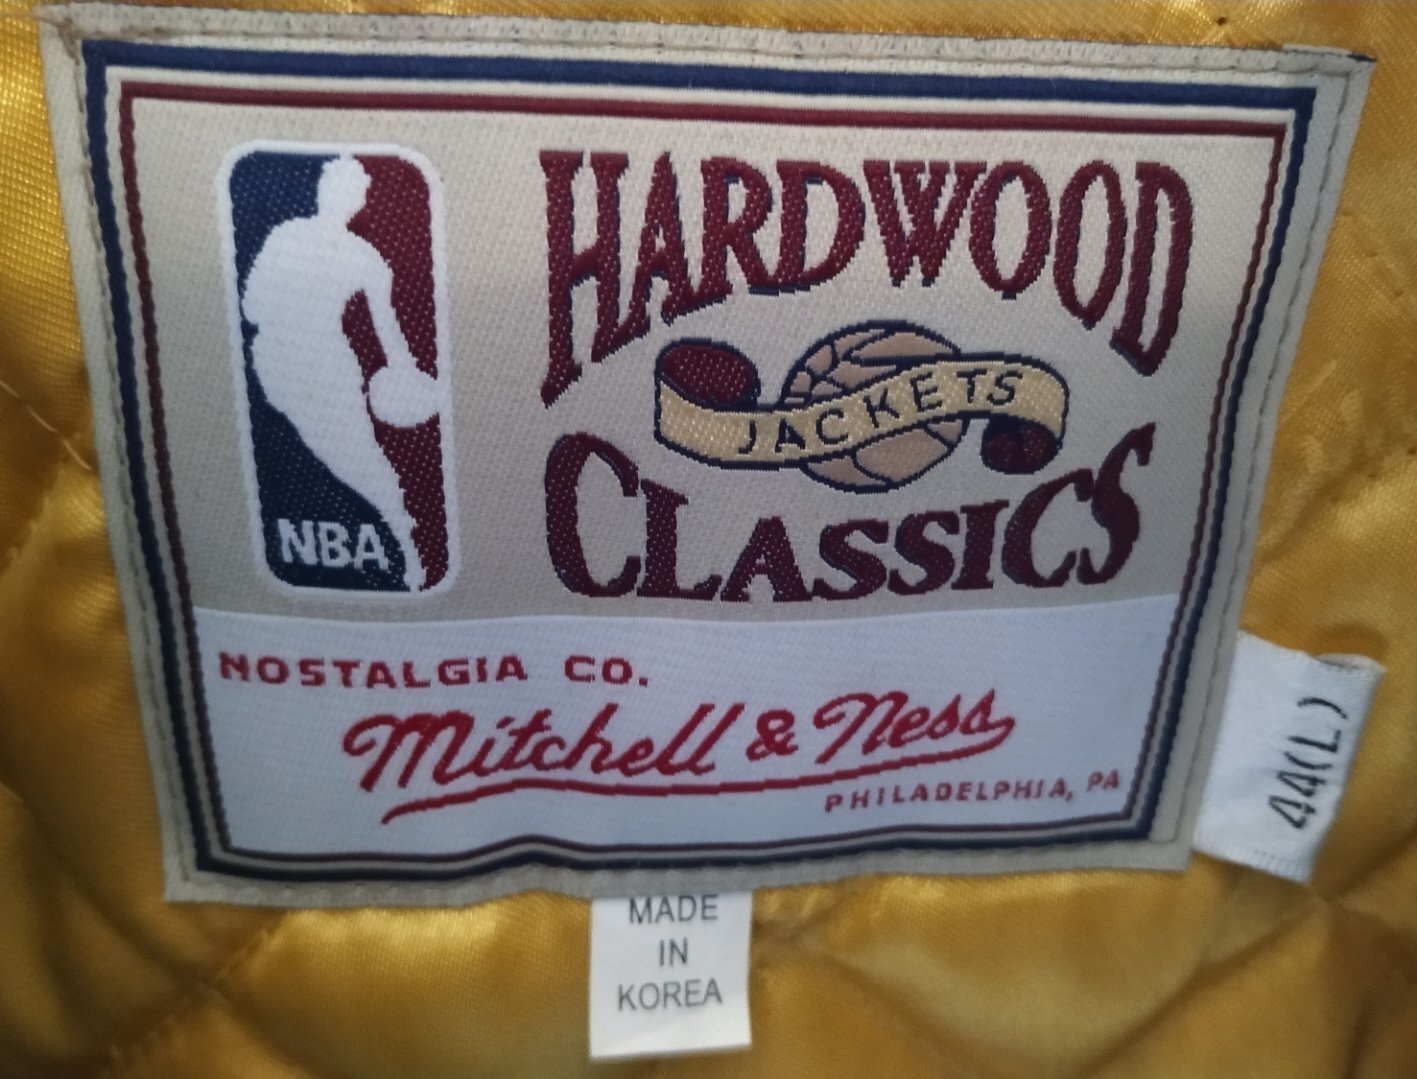 HARDWOOD
JACKETS
CLASSICS
NBA
NOSTALGIA CO.
Mitchell & Ness
PHILADELPHIA, PA
44(L)
MADE
IN
KOREA